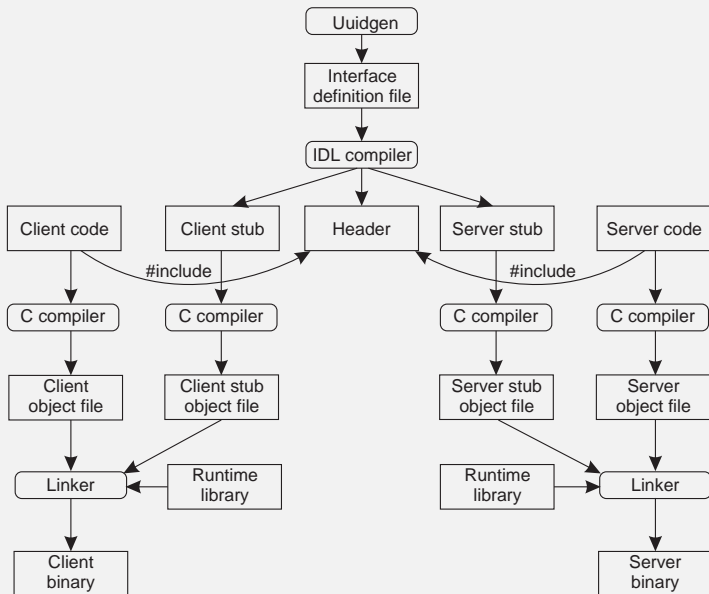 Uuidgen
Interface
definition file
IDL compiler
Client code
Client stub
Header
Server stub
Server code
#include
#include
C compiler
C compiler
C compiler
C compiler
Client
object file
Client stub
object file
Server stub
object file
Server
object file
Linker
Runtime
library
Runtime
library
Linker
Client
binary
Server
binary